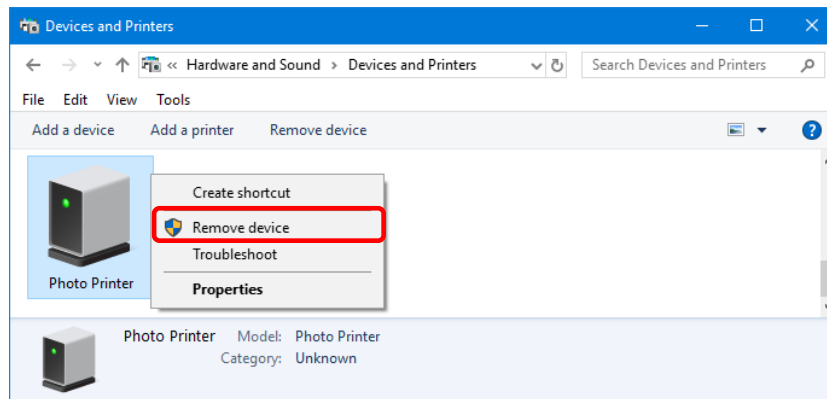 Devices and Printers
« Hardware and Sound > Devices and Printers
Search Devices and Printers
File Edit View Tools
Add a device Add a printer Remove device
?
Create shortcut
Remove device
Troubleshoot
Photo Printer
Properties
Photo Printer Model: Photo Printer
Category: Unknown